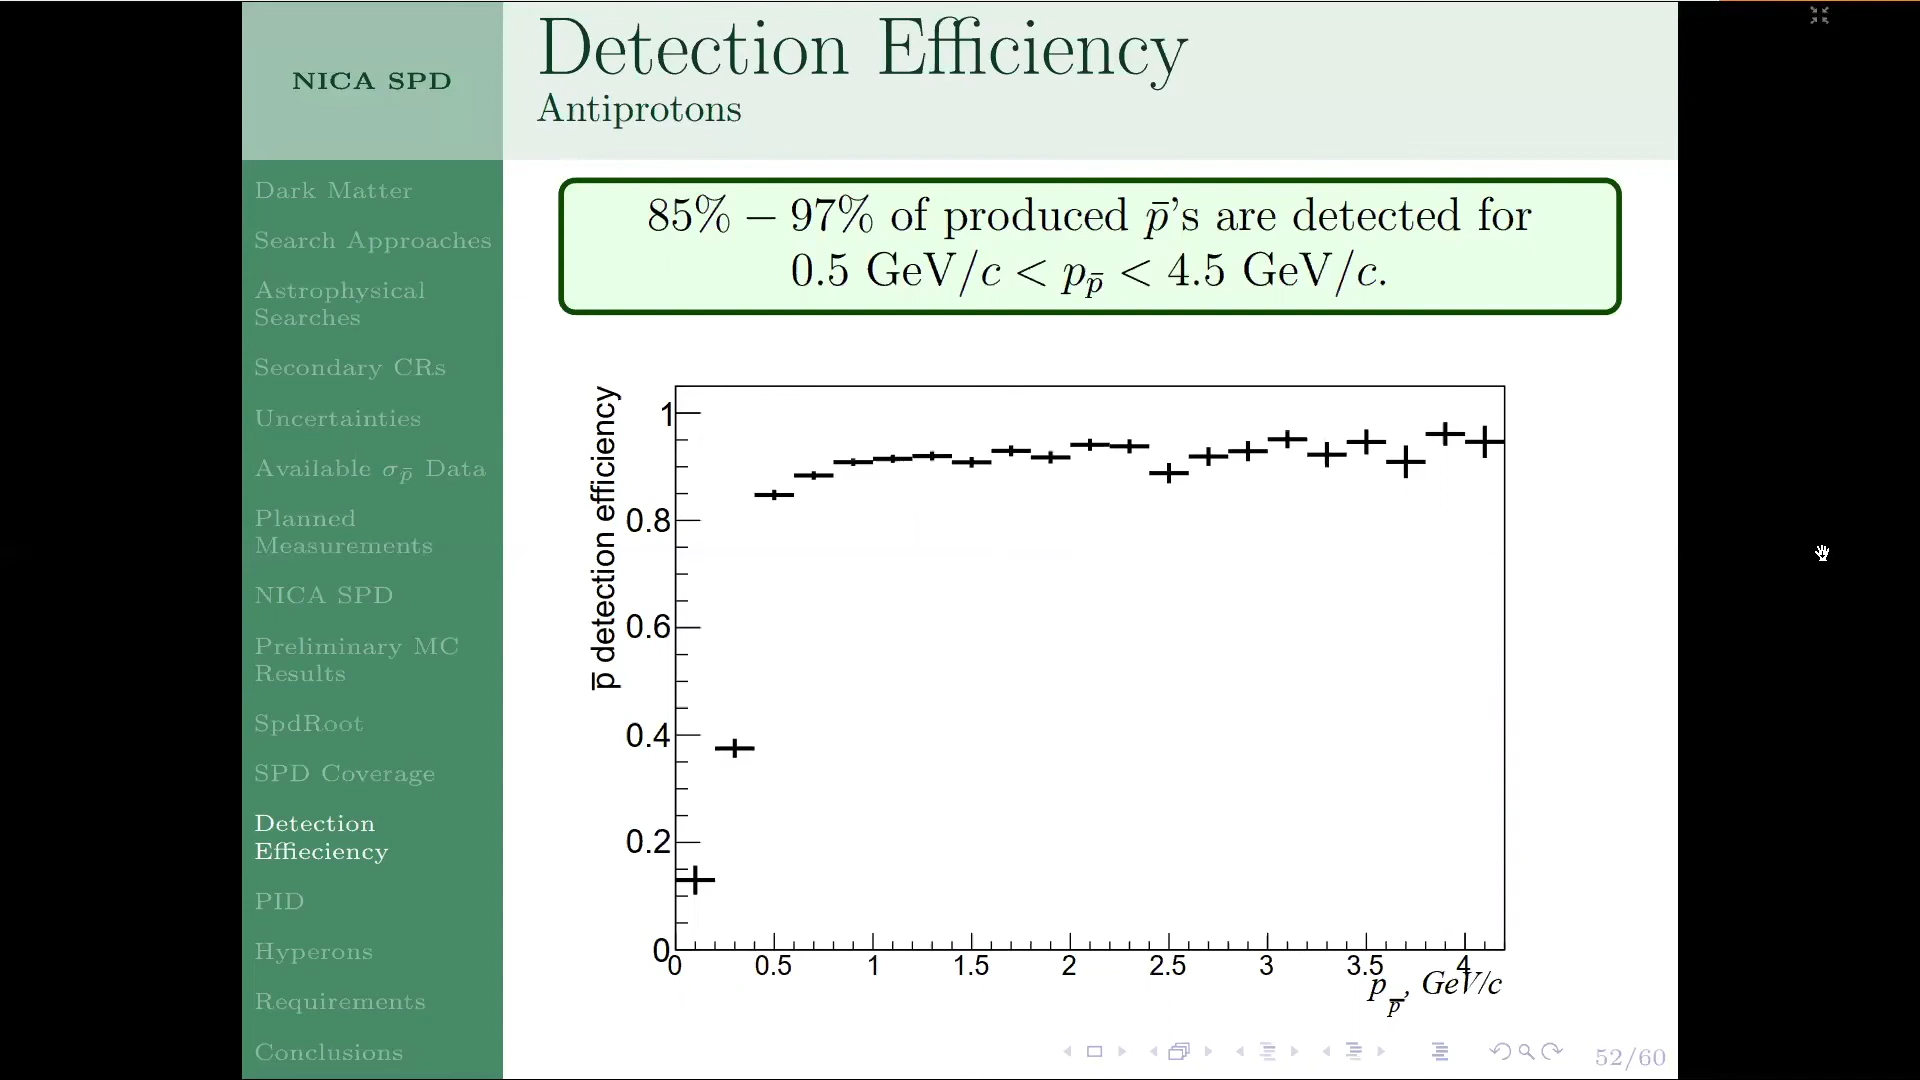 NICA SPD
Detection Efficiency
Antiprotons
Dark Matter
Search Approaches
Astrophysical
Searches
Secondary CRs
Uncertainties
Available σp̄ Data
Planned
Measurements
NICA SPD
Preliminary MC
Results
SpdRoot
SPD Coverage
Detection
Effieciency
PID
Hyperons
Requirements
Conclusions
85% – 97% of produced p̄'s are detected for
0.5 GeV/c < pp̄ < 4.5 GeV/c.
p̄ detection efficiency
1
0.8
0.6
0.4
0.2
0
0 0.5 1 1.5 2 2.5 3 3.5 4
pp̄, GeV/c
52/60